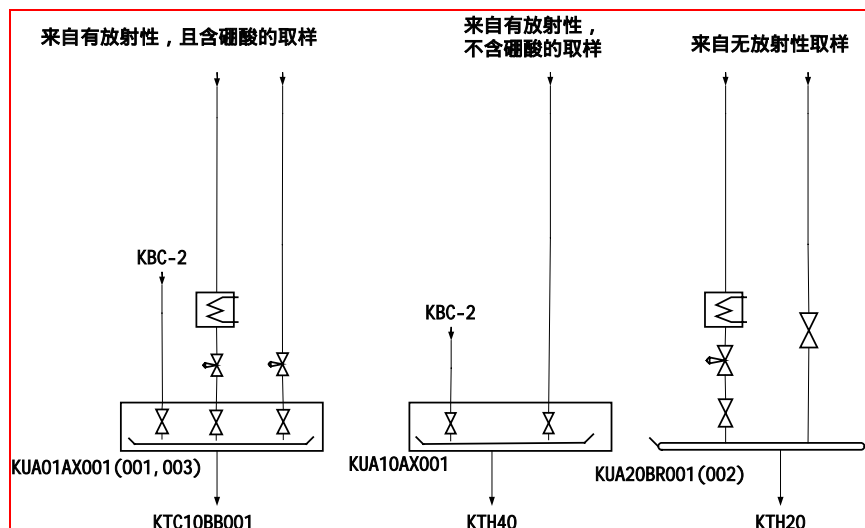 来自有放射性，且含硼酸的取样
来自有放射性，
不含硼酸的取样
来自无放射性取样
KBC-2
KBC-2
KUA01AX001(001,003)
KUA10AX001
KUA20BR001(002)
KTC10BB001
KTH40
KTH20